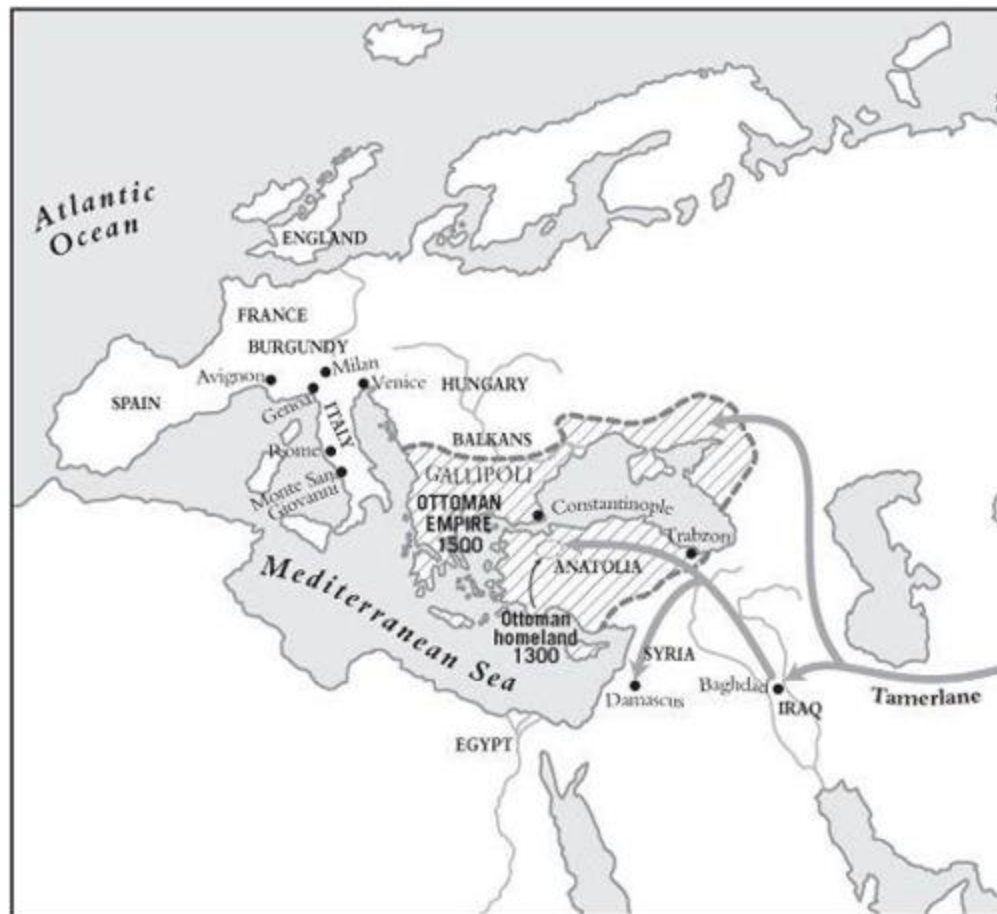 Atlantic
Ocean
ENGLAND
FRANCE
BURGUNDY
Milan
Avignon
Venice
Genoa
HUNGARY
SPAIN
ITALY
BALKANS
Rome
GALLIPOLI
Monte San
Giovanni
OTTOMAN
EMPIRE
1500
Constantinople
Trabzon
ANATOLIA
Mediterranean Sea
Ottoman
homeland
1300
SYRIA
Damascus
Baghdad
IRAQ
Tamerlane
EGYPT